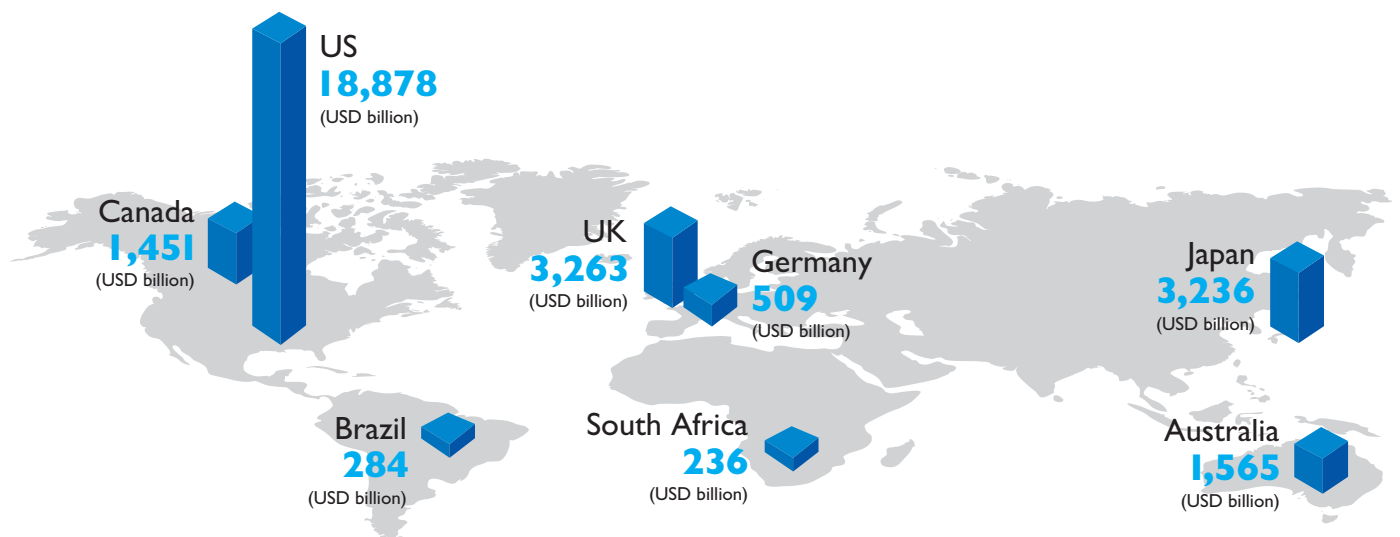 US
18,878
(USD billion)
Canada
1,451
(USD billion)
UK
3,263
(USD billion)
Germany
509
(USD billion)
Japan
3,236
(USD billion)
Brazil
284
(USD billion)
South Africa
236
(USD billion)
Australia
1,565
(USD billion)